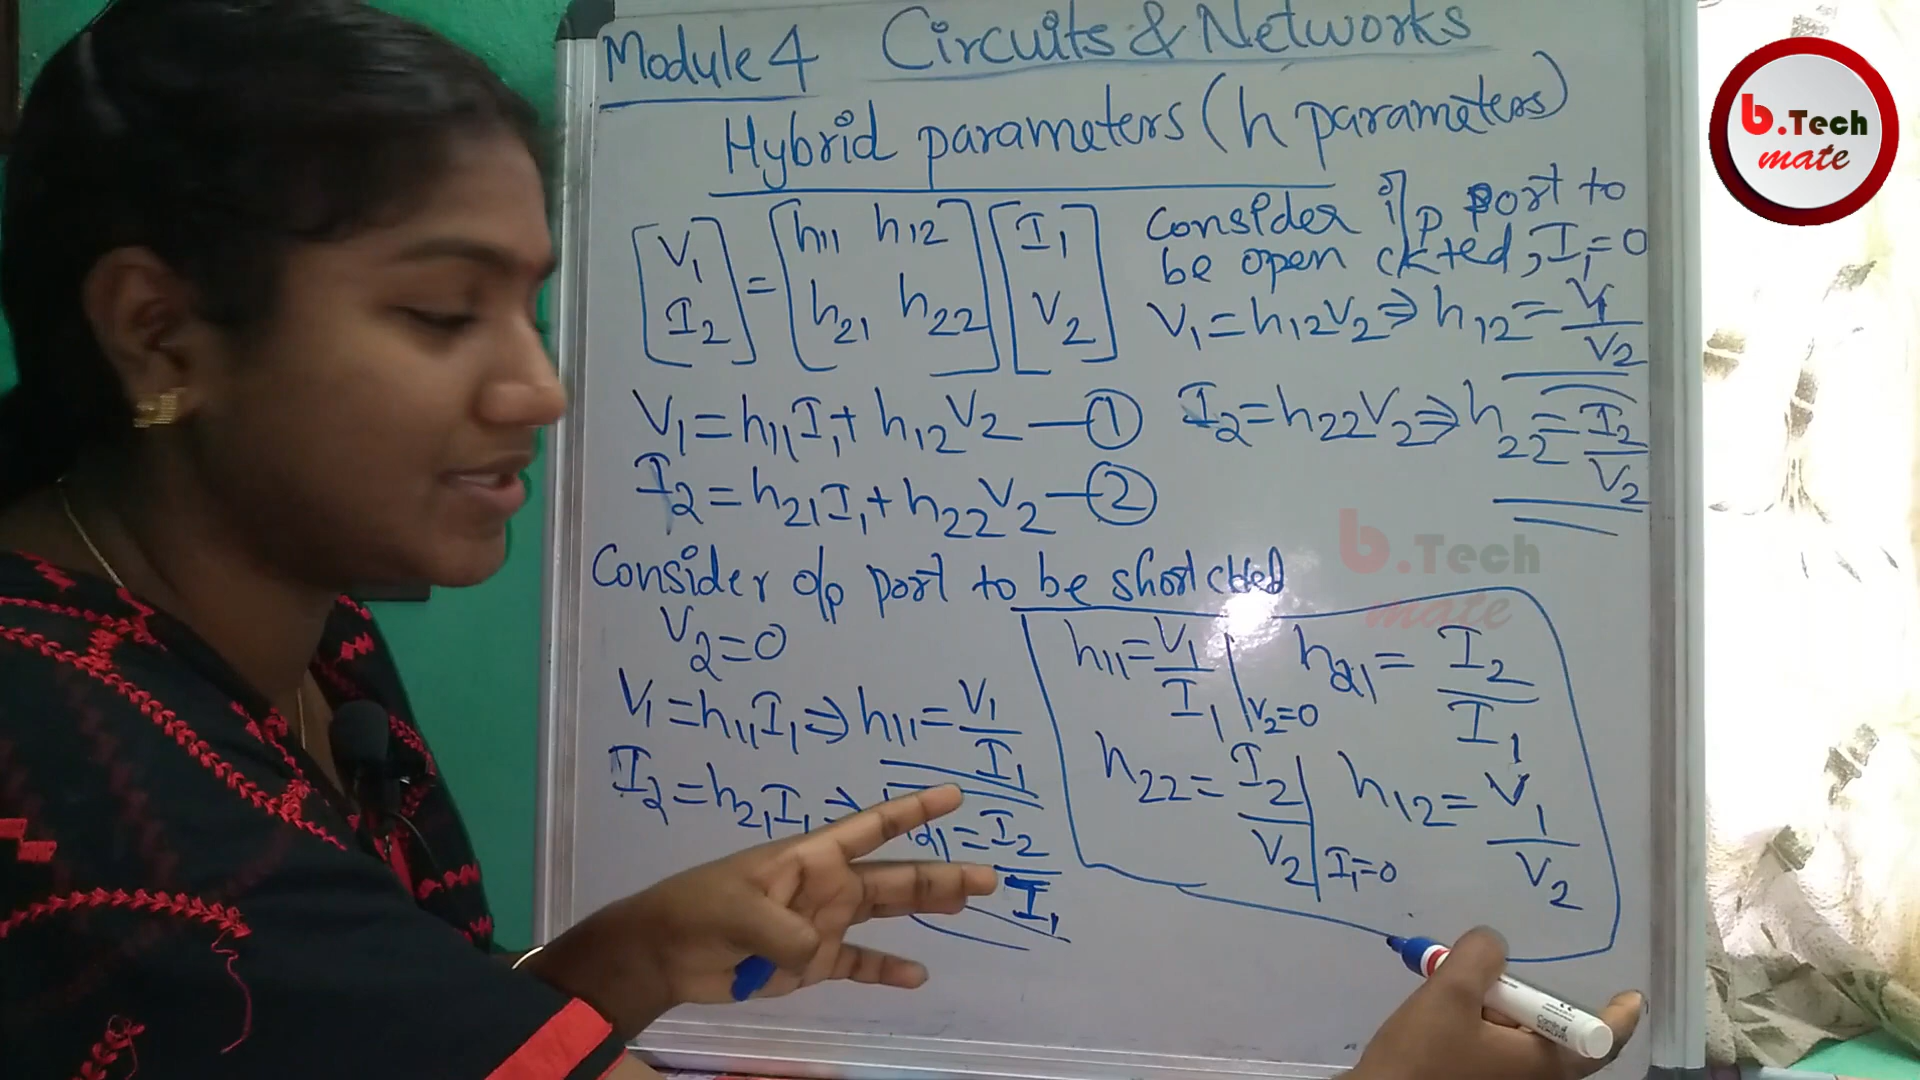 Module 4 Circuits & Networks
Hybrid parameters (h parameters)
[V1 I2] = [h11 h12 h21 h22] [I1 V2]
V1 = h11I1 + h12V2 — ①
I2 = h21I1 + h22V2 — ②
Consider o/p port to be short ckted
V2 = 0
V1 = h11I1 ⇒ h11 = V1/I1
I2 = h21I1 ⇒ h21 = I2/I1
Consider i/p port to
be open ckted, I1 = 0
V1 = h12V2 ⇒ h12 = V1/V2
I2 = h22V2 ⇒ h22 = I2/V2
h11 = V1/I1 | V2=0 h21 = I2/I1
h22 = I2/V2 | I1=0 h12 = V1/V2
b.Tech
mate
b.Tech
mate